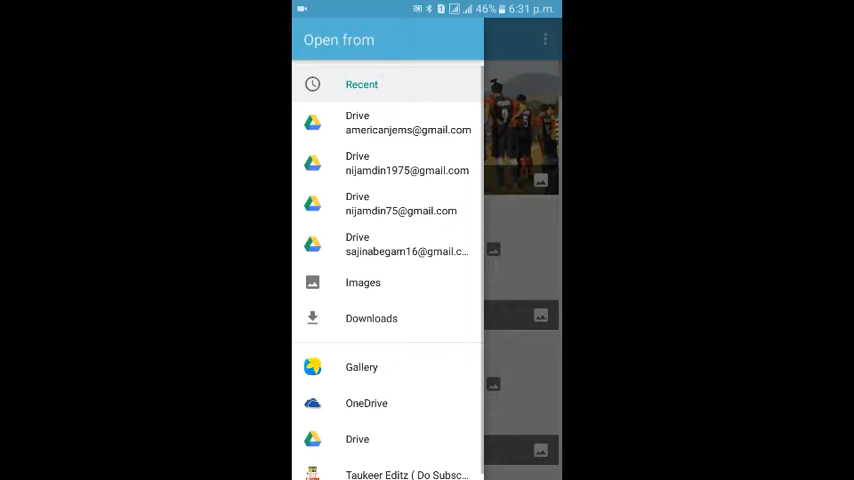 46% 6:31 p.m.
Open from
Recent
Drive
americanjems@gmail.com
Drive
nijamdin1975@gmail.com
Drive
nijamdin75@gmail.com
Drive
sajinabegam16@gmail.c...
Images
Downloads
Gallery
OneDrive
Drive
Taukeer Editz ( Do Subsc...